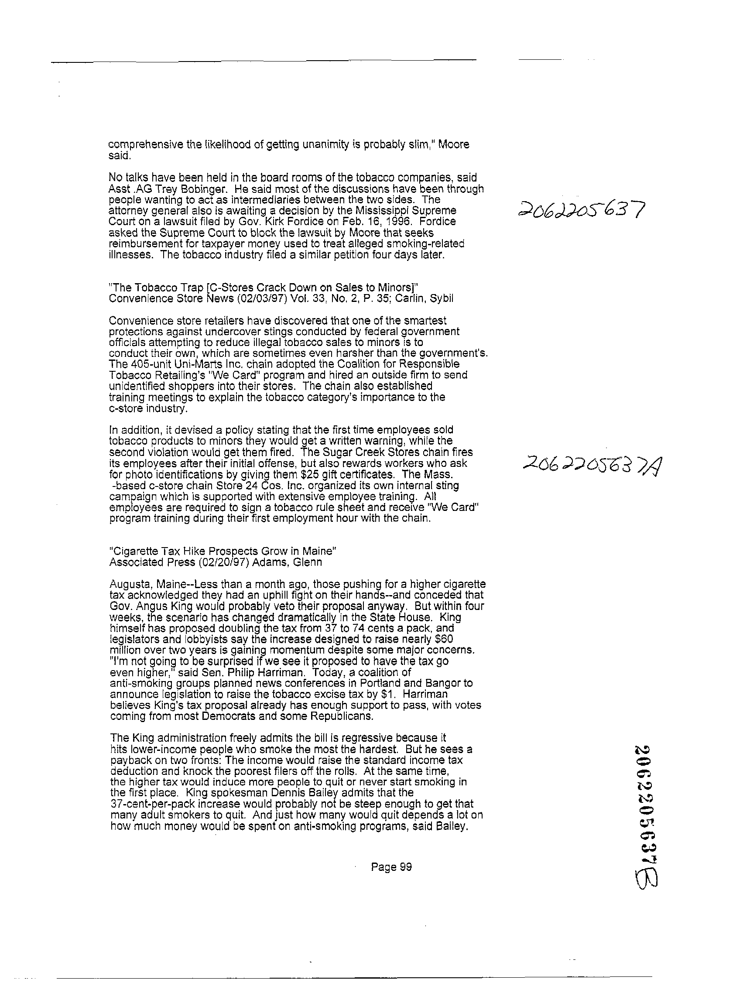 comprehensive the likelihood of getting unanimity is probably slim," Moore
said.
No talks have been held in the board rooms of the tobacco companies, said
Asst .AG Trey Bobinger. He said most of the discussions have been through
people wanting to act as intermediaries between the two sides. The
attorney general also is awaiting a decision by the Mississippi Supreme
Court on a lawsuit filed by Gov. Kirk Fordice on Feb. 16, 1996. Fordice
asked the Supreme Court to block the lawsuit by Moore that seeks
reimbursement for taxpayer money used to treat alleged smoking-related
illnesses. The tobacco industry filed a similar petition four days later.
2062205637
"The Tobacco Trap [C-Stores Crack Down on Sales to Minors]"
Convenience Store News (02/03/97) Vol. 33, No. 2, P. 35; Carlin, Sybil
Convenience store retailers have discovered that one of the smartest
protections against undercover stings conducted by federal government
officials attempting to reduce illegal tobacco sales to minors is to
conduct their own, which are sometimes even harsher than the government's.
The 405-unit Uni-Marts Inc. chain adopted the Coalition for Responsible
Tobacco Retailing's "We Card" program and hired an outside firm to send
unidentified shoppers into their stores. The chain also established
training meetings to explain the tobacco category's importance to the
c-store industry.
In addition, it devised a policy stating that the first time employees sold
tobacco products to minors they would get a written warning, while the
second violation would get them fired. The Sugar Creek Stores chain fires
its employees after their initial offense, but also rewards workers who ask
for photo identifications by giving them $25 gift certificates. The Mass.
-based c-store chain Store 24 Cos. Inc. organized its own internal sting
campaign which is supported with extensive employee training. All
employees are required to sign a tobacco rule sheet and receive "We Card"
program training during their first employment hour with the chain.
2062205637A
"Cigarette Tax Hike Prospects Grow in Maine"
Associated Press (02/20/97) Adams, Glenn
Augusta, Maine--Less than a month ago, those pushing for a higher cigarette
tax acknowledged they had an uphill fight on their hands--and conceded that
Gov. Angus King would probably veto their proposal anyway. But within four
weeks, the scenario has changed dramatically in the State House. King
himself has proposed doubling the tax from 37 to 74 cents a pack, and
legislators and lobbyists say the increase designed to raise nearly $60
million over two years is gaining momentum despite some major concerns.
"I'm not going to be surprised if we see it proposed to have the tax go
even higher," said Sen. Philip Harriman. Today, a coalition of
anti-smoking groups planned news conferences in Portland and Bangor to
announce legislation to raise the tobacco excise tax by $1. Harriman
believes King's tax proposal already has enough support to pass, with votes
coming from most Democrats and some Republicans.
The King administration freely admits the bill is regressive because it
hits lower-income people who smoke the most the hardest. But he sees a
payback on two fronts: The income would raise the standard income tax
deduction and knock the poorest filers off the rolls. At the same time,
the higher tax would induce more people to quit or never start smoking in
the first place. King spokesman Dennis Bailey admits that the
37-cent-per-pack increase would probably not be steep enough to get that
many adult smokers to quit. And just how many would quit depends a lot on
how much money would be spent on anti-smoking programs, said Bailey.
2062205637B
Page 99